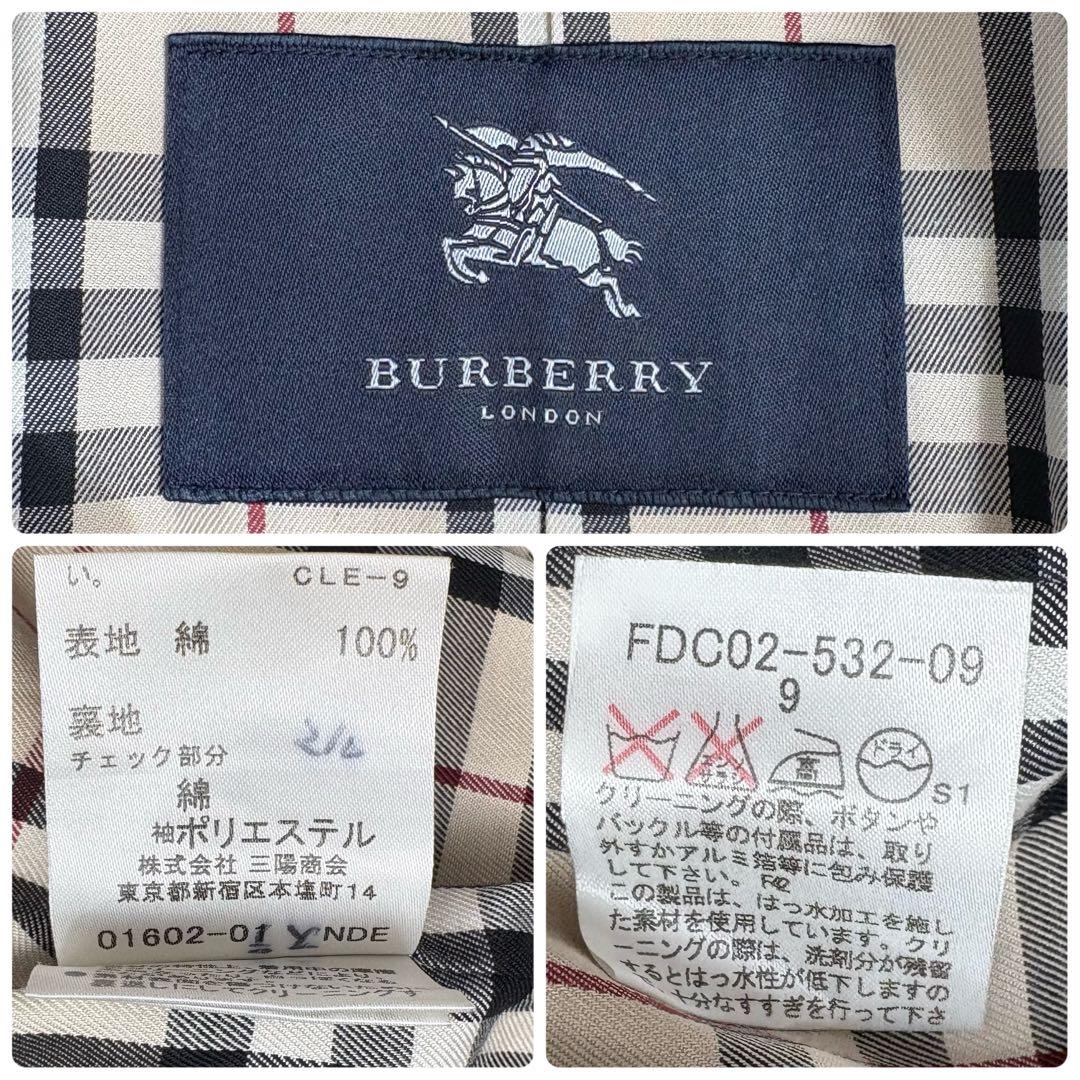 BURBERRY
LONDON
い。 CLE-9
表地 綿 100%
裏地
チェック部分
綿
袖ポリエステル
株式会社 三陽商会
東京都新宿区本塩町14
01602-01 NDE
FDC02-532-09
9
エンソ
サラシ
高
ドライ
S1
クリーニングの際、ボタンや
バックル等の付属品は、取り
外すかアルミ箔等に包み保護
して下さい。
この製品は、はっ水加工を施し
た素材を使用しています。クリ
ーニングの際は、洗剤分が残留
するとはっ水性が低下しますの
十分なすすぎを行って下さ